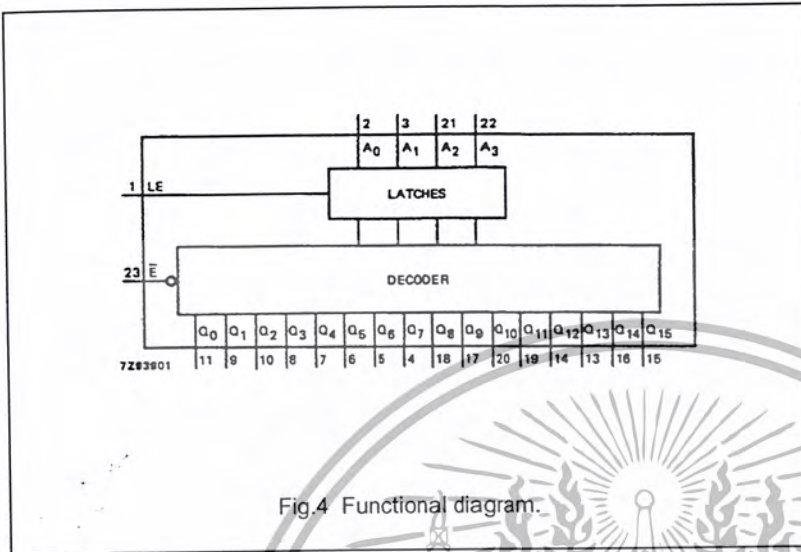 2 3 21 22
A0 A1 A2 A3
1 LE
LATCHES
23 E̅
DECODER
Q0 Q1 Q2 Q3 Q4 Q5 Q6 Q7 Q8 Q9 Q10 Q11 Q12 Q13 Q14 Q15
11 9 10 8 7 6 5 4 18 17 20 19 14 13 16 15
7Z93901
Fig.4 Functional diagram.